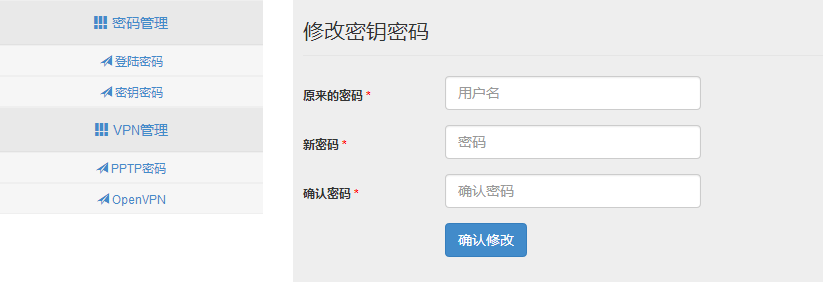 密码管理
登陆密码
密钥密码
VPN管理
PPTP密码
OpenVPN
修改密钥密码
原来的密码 * 用户名
新密码 * 密码
确认密码 * 确认密码
确认修改